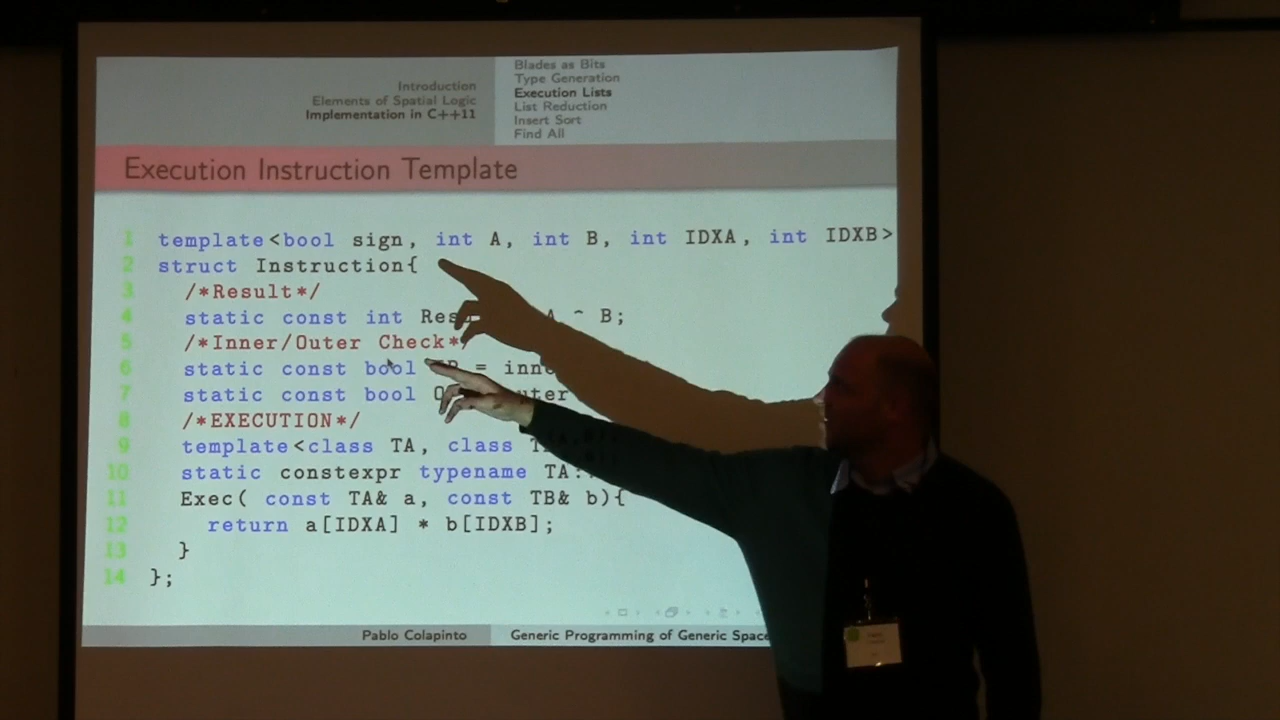 Introduction
Elements of Spatial Logic
Implementation in C++11
Blades as Bits
Type Generation
Execution Lists
List Reduction
Insert Sort
Find All
Execution Instruction Template
1 template<bool sign, int A, int B, int IDXA, int IDXB>
2 struct Instruction{
3 /*Result*/
4 static const int A ^ B;
5 /*Inner/Outer Check*/
6 static const bool =
7 static const bool
8 /*EXECUTION*/
9 template<class TA, class
10 static constexpr typename
11 Exec( const TA& a, const TB& b){
12 return a[IDXA] * b[IDXB];
13 }
14 };
Pablo Colapinto
Generic Programming of Generic